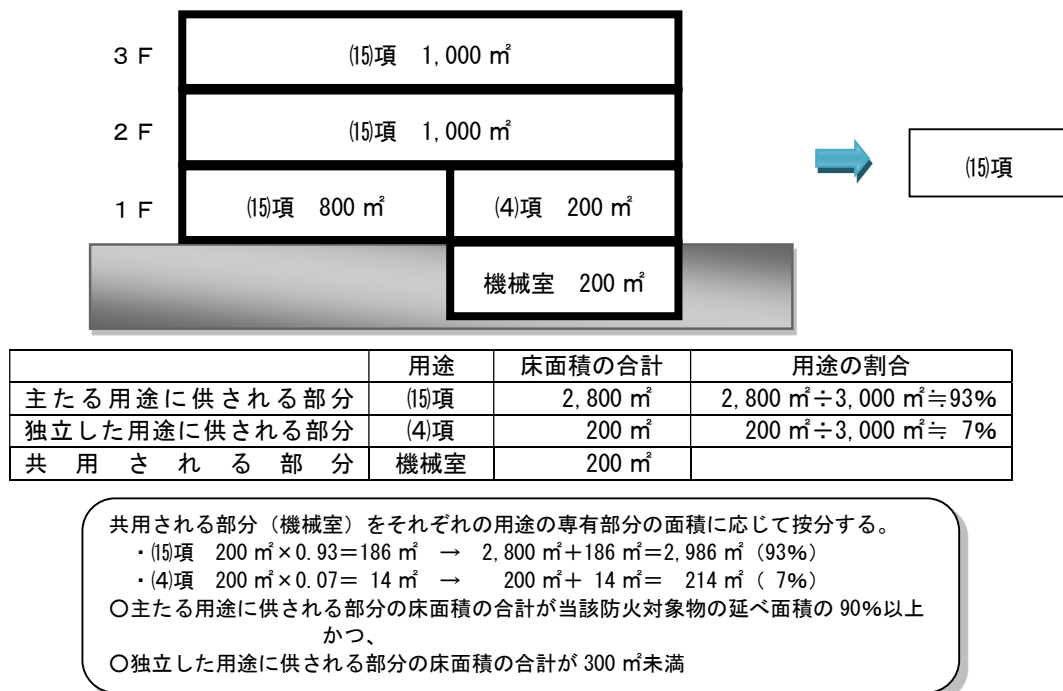 3F ⒂項 1,000 ㎡
2F ⒂項 1,000 ㎡
⒂項
1F ⒂項 800 ㎡ (4)項 200 ㎡
機械室 200 ㎡
用途 床面積の合計 用途の割合
主たる用途に供される部分 ⒂項 2,800 ㎡ 2,800 ㎡÷3,000 ㎡≒93%
独立した用途に供される部分 (4)項 200 ㎡ 200 ㎡÷3,000 ㎡≒ 7%
共用される部分 機械室 200 ㎡
共用される部分（機械室）をそれぞれの用途の専有部分の面積に応じて按分する。
・⒂項 200 ㎡×0.93＝186 ㎡ → 2,800 ㎡＋186 ㎡＝2,986 ㎡（93%）
・(4)項 200 ㎡×0.07＝ 14 ㎡ → 200 ㎡＋ 14 ㎡＝ 214 ㎡（ 7%）
○主たる用途に供される部分の床面積の合計が当該防火対象物の延べ面積の 90%以上
かつ、
○独立した用途に供される部分の床面積の合計が 300 ㎡未満